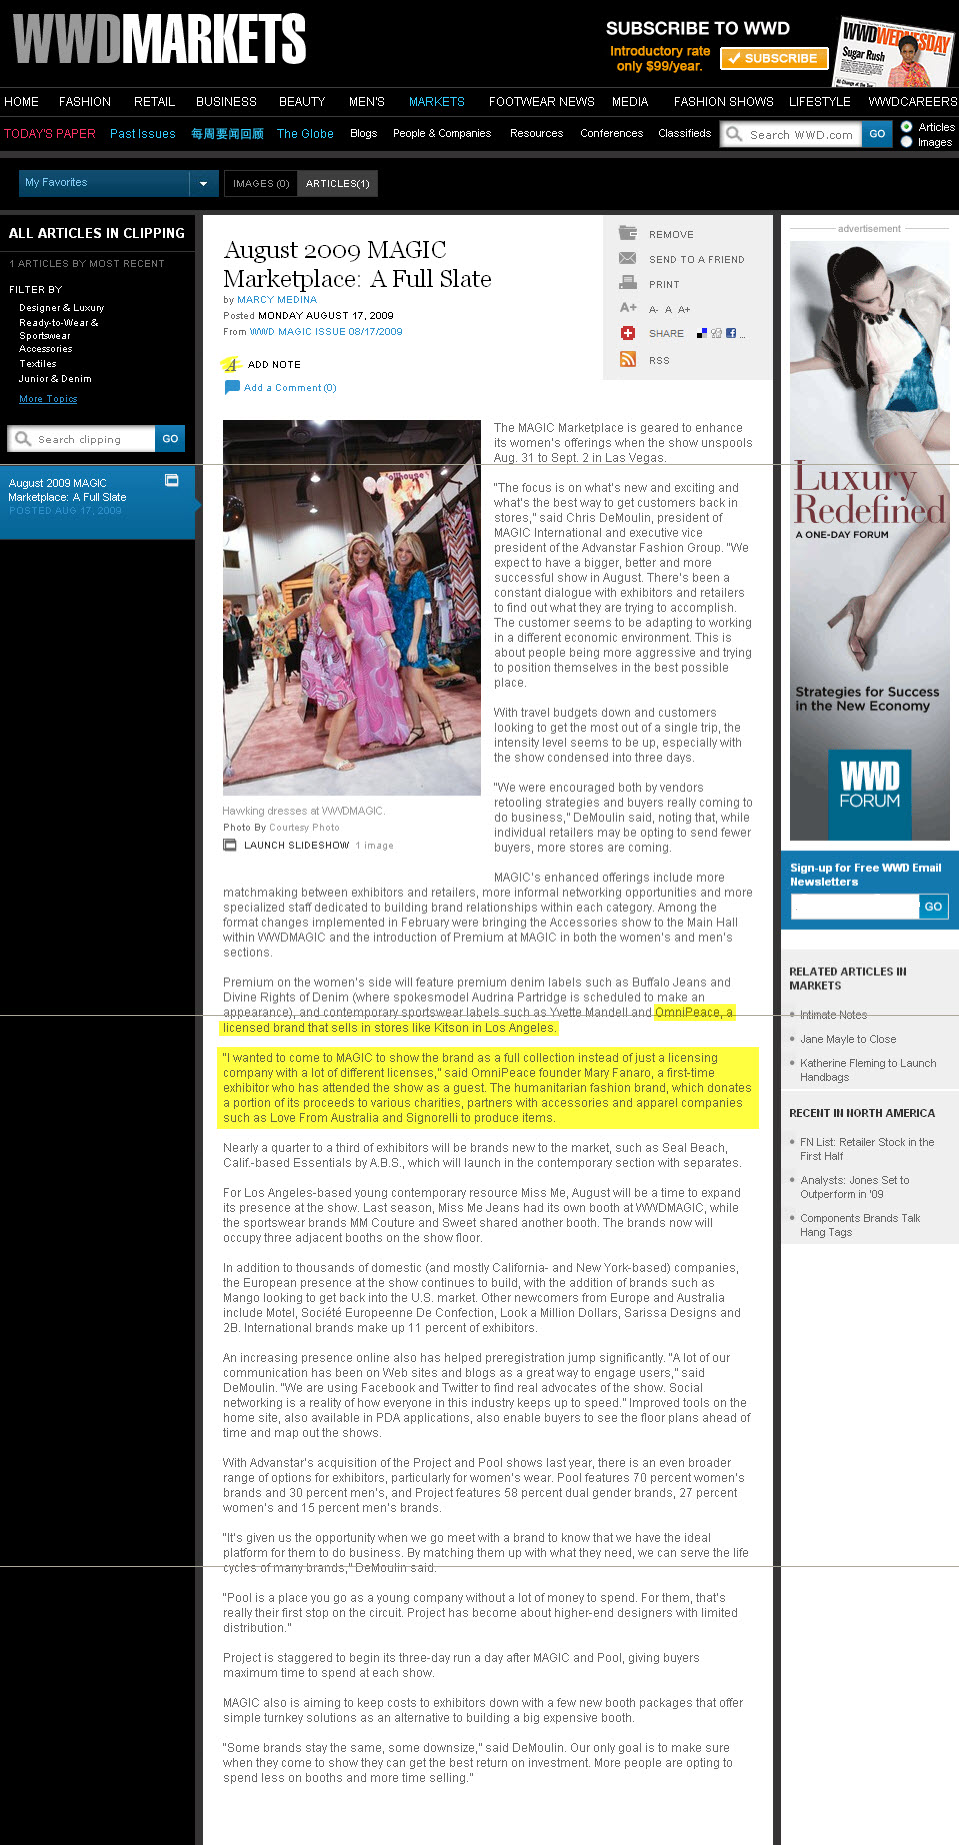 WWDMARKETS
SUBSCRIBE TO WWD
Introductory rate
only $99/year.
SUBSCRIBE
WWDWEDNESDAY
Sugar Rush
HOME FASHION RETAIL BUSINESS BEAUTY MEN'S MARKETS FOOTWEAR NEWS MEDIA FASHION SHOWS LIFESTYLE WWDCAREERS
TODAY'S PAPER Past Issues 每周要闻回顾 The Globe Blogs People & Companies Resources Conferences Classifieds Search WWD.com GO Articles
Images
My Favorites IMAGES (0) ARTICLES(1)
ALL ARTICLES IN CLIPPING
1 ARTICLES BY MOST RECENT
FILTER BY
Designer & Luxury
Ready-to-Wear &
Sportswear
Accessories
Textiles
Junior & Denim
More Topics
Search clipping GO
August 2009 MAGIC
Marketplace: A Full Slate
POSTED AUG 17, 2009
August 2009 MAGIC
Marketplace: A Full Slate
by MARCY MEDINA
Posted MONDAY AUGUST 17, 2009
From WWD MAGIC ISSUE 08/17/2009
A ADD NOTE
Add a Comment (0)
REMOVE
SEND TO A FRIEND
PRINT
A+ A- A A+
SHARE ...
RSS
Hawking dresses at WWDMAGIC.
Photo By Courtesy Photo
LAUNCH SLIDESHOW 1 image
The MAGIC Marketplace is geared to enhance
its women's offerings when the show unspools
Aug. 31 to Sept. 2 in Las Vegas.
"The focus is on what's new and exciting and
what's the best way to get customers back in
stores," said Chris DeMoulin, president of
MAGIC International and executive vice
president of the Advanstar Fashion Group. "We
expect to have a bigger, better and more
successful show in August. There's been a
constant dialogue with exhibitors and retailers
to find out what they are trying to accomplish.
The customer seems to be adapting to working
in a different economic environment. This is
about people being more aggressive and trying
to position themselves in the best possible
place.
With travel budgets down and customers
looking to get the most out of a single trip, the
intensity level seems to be up, especially with
the show condensed into three days.
"We were encouraged both by vendors
retooling strategies and buyers really coming to
do business," DeMoulin said, noting that, while
individual retailers may be opting to send fewer
buyers, more stores are coming.
MAGIC's enhanced offerings include more
matchmaking between exhibitors and retailers, more informal networking opportunities and more
specialized staff dedicated to building brand relationships within each category. Among the
format changes implemented in February were bringing the Accessories show to the Main Hall
within WWDMAGIC and the introduction of Premium at MAGIC in both the women's and men's
sections.
Premium on the women's side will feature premium denim labels such as Buffalo Jeans and
Divine Rights of Denim (where spokesmodel Audrina Partridge is scheduled to make an
appearance), and contemporary sportswear labels such as Yvette Mandell and OmniPeace, a
licensed brand that sells in stores like Kitson in Los Angeles.
"I wanted to come to MAGIC to show the brand as a full collection instead of just a licensing
company with a lot of different licenses," said OmniPeace founder Mary Fanaro, a first-time
exhibitor who has attended the show as a guest. The humanitarian fashion brand, which donates
a portion of its proceeds to various charities, partners with accessories and apparel companies
such as Love From Australia and Signorelli to produce items.
Nearly a quarter to a third of exhibitors will be brands new to the market, such as Seal Beach,
Calif.-based Essentials by A.B.S., which will launch in the contemporary section with separates.
For Los Angeles-based young contemporary resource Miss Me, August will be a time to expand
its presence at the show. Last season, Miss Me Jeans had its own booth at WWDMAGIC, while
the sportswear brands MM Couture and Sweet shared another booth. The brands now will
occupy three adjacent booths on the show floor.
In addition to thousands of domestic (and mostly California- and New York-based) companies,
the European presence at the show continues to build, with the addition of brands such as
Mango looking to get back into the U.S. market. Other newcomers from Europe and Australia
include Motel, Société Europeenne De Confection, Look a Million Dollars, Sarissa Designs and
2B. International brands make up 11 percent of exhibitors.
An increasing presence online also has helped preregistration jump significantly. "A lot of our
communication has been on Web sites and blogs as a great way to engage users," said
DeMoulin. "We are using Facebook and Twitter to find real advocates of the show. Social
networking is a reality of how everyone in this industry keeps up to speed." Improved tools on the
home site, also available in PDA applications, also enable buyers to see the floor plans ahead of
time and map out the shows.
With Advanstar's acquisition of the Project and Pool shows last year, there is an even broader
range of options for exhibitors, particularly for women's wear. Pool features 70 percent women's
brands and 30 percent men's, and Project features 58 percent dual gender brands, 27 percent
women's and 15 percent men's brands.
"It's given us the opportunity when we go meet with a brand to know that we have the ideal
platform for them to do business. By matching them up with what they need, we can serve the life
cycles of many brands," DeMoulin said.
"Pool is a place you go as a young company without a lot of money to spend. For them, that's
really their first stop on the circuit. Project has become about higher-end designers with limited
distribution."
Project is staggered to begin its three-day run a day after MAGIC and Pool, giving buyers
maximum time to spend at each show.
MAGIC also is aiming to keep costs to exhibitors down with a few new booth packages that offer
simple turnkey solutions as an alternative to building a big expensive booth.
"Some brands stay the same, some downsize," said DeMoulin. Our only goal is to make sure
when they come to show they can get the best return on investment. More people are opting to
spend less on booths and more time selling."
advertisement
Luxury
Redefined
A ONE-DAY FORUM
Strategies for Success
in the New Economy
WWD
FORUM
Sign-up for Free WWD Email
Newsletters
GO
RELATED ARTICLES IN
MARKETS
Intimate Notes
Jane Mayle to Close
Katherine Fleming to Launch
Handbags
RECENT IN NORTH AMERICA
FN List: Retailer Stock in the
First Half
Analysts: Jones Set to
Outperform in '09
Components Brands Talk
Hang Tags